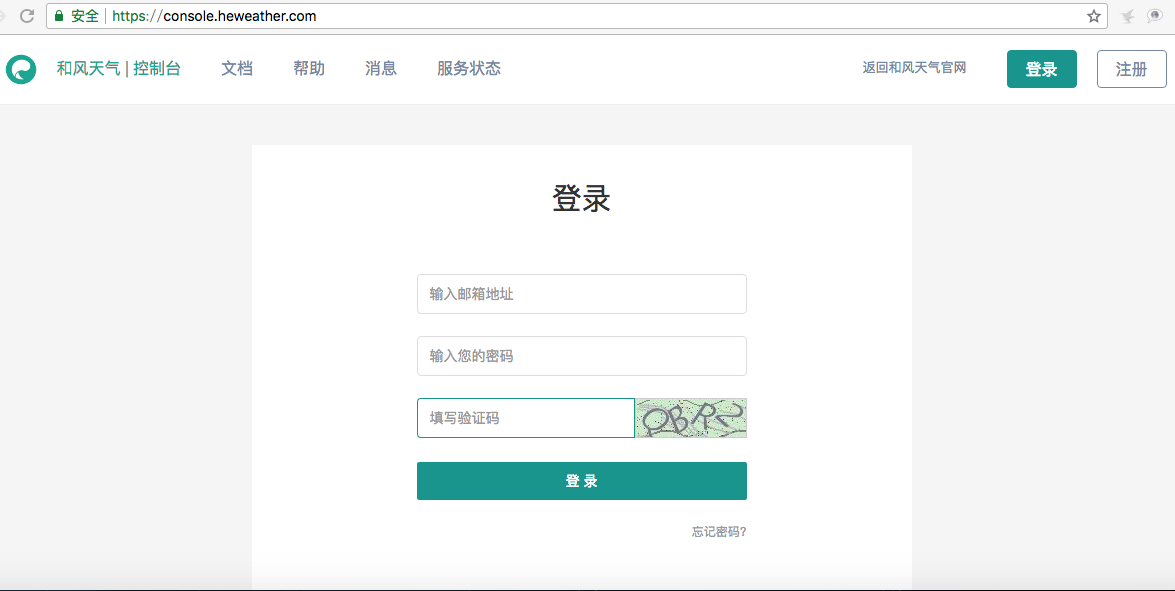 安全 https://console.heweather.com
和风天气 | 控制台 文档 帮助 消息 服务状态 返回和风天气官网 登录 注册
登录
输入邮箱地址
输入您的密码
填写验证码
登 录
忘记密码?